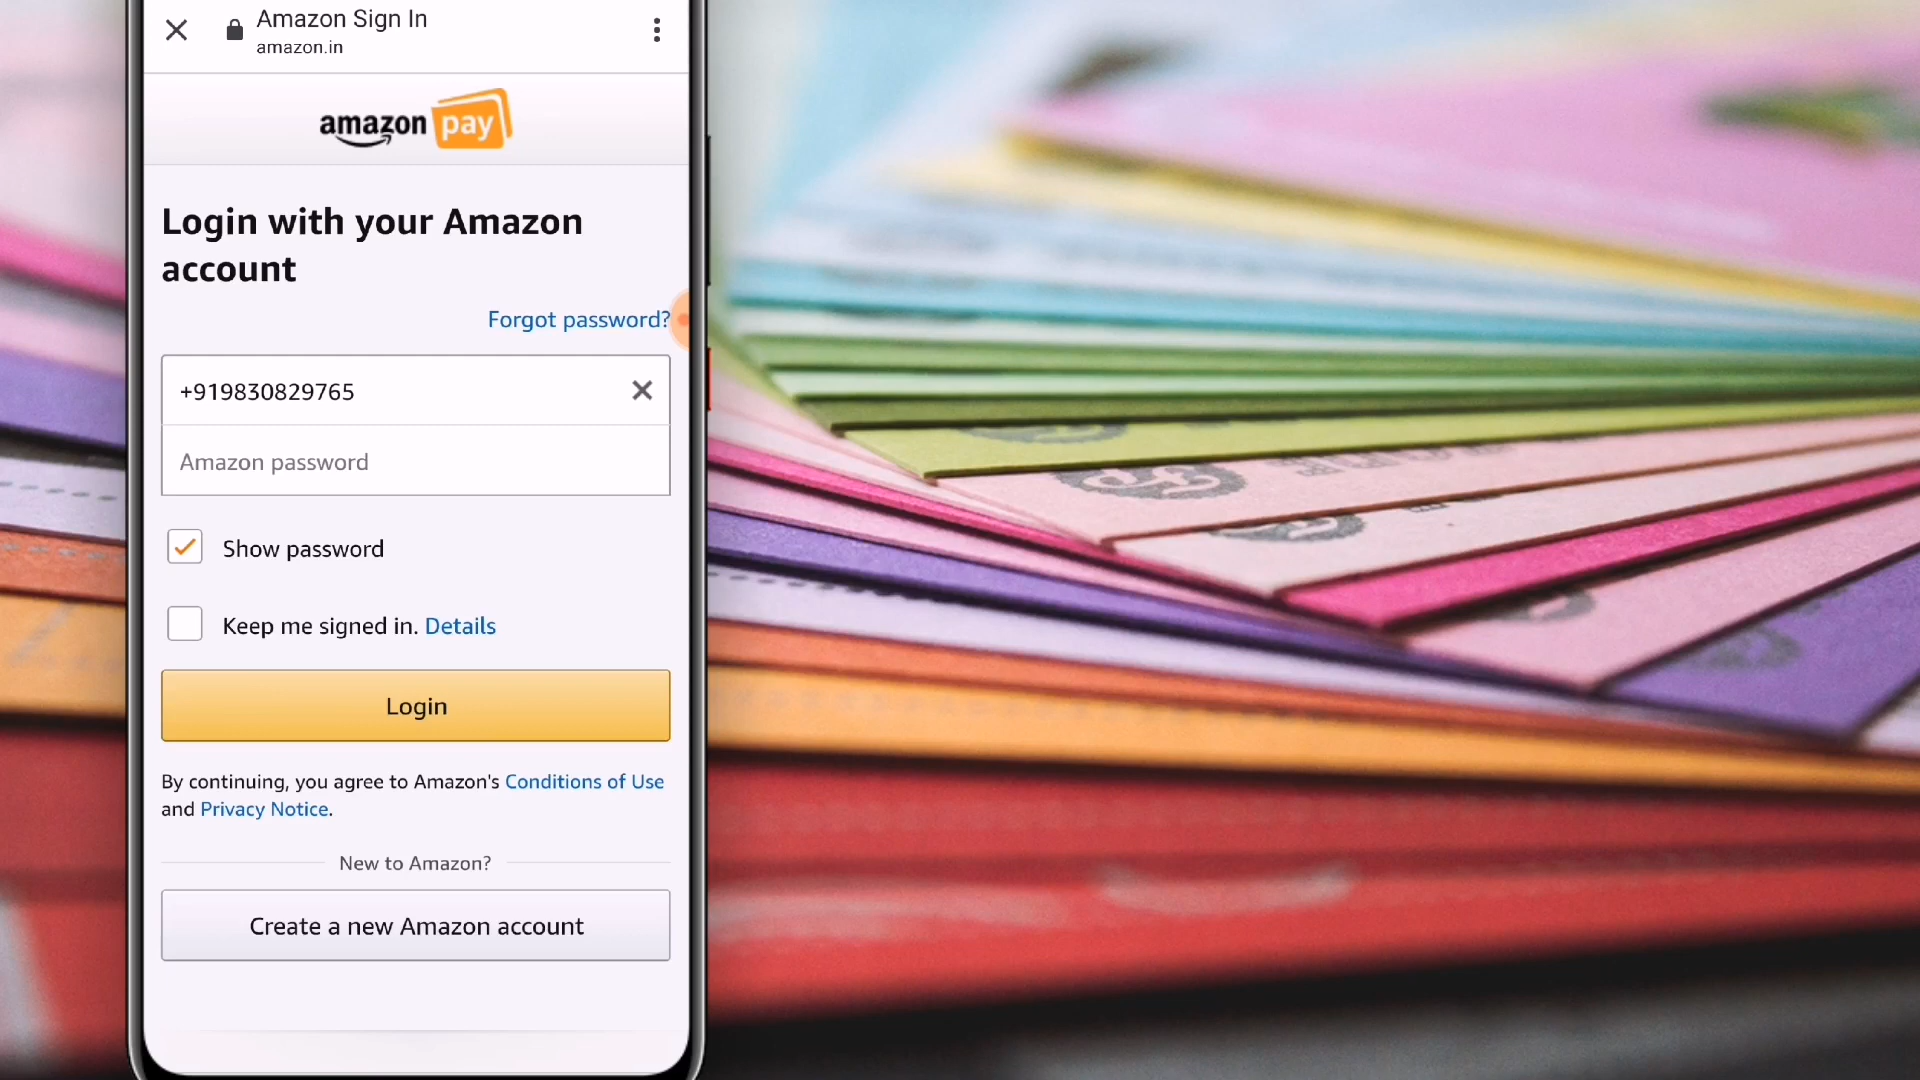 Amazon Sign In
amazon.in
amazon pay
Login with your Amazon
account
Forgot password?
+919830829765
Amazon password
Show password
Keep me signed in. Details
Login
By continuing, you agree to Amazon's Conditions of Use
and Privacy Notice.
New to Amazon?
Create a new Amazon account